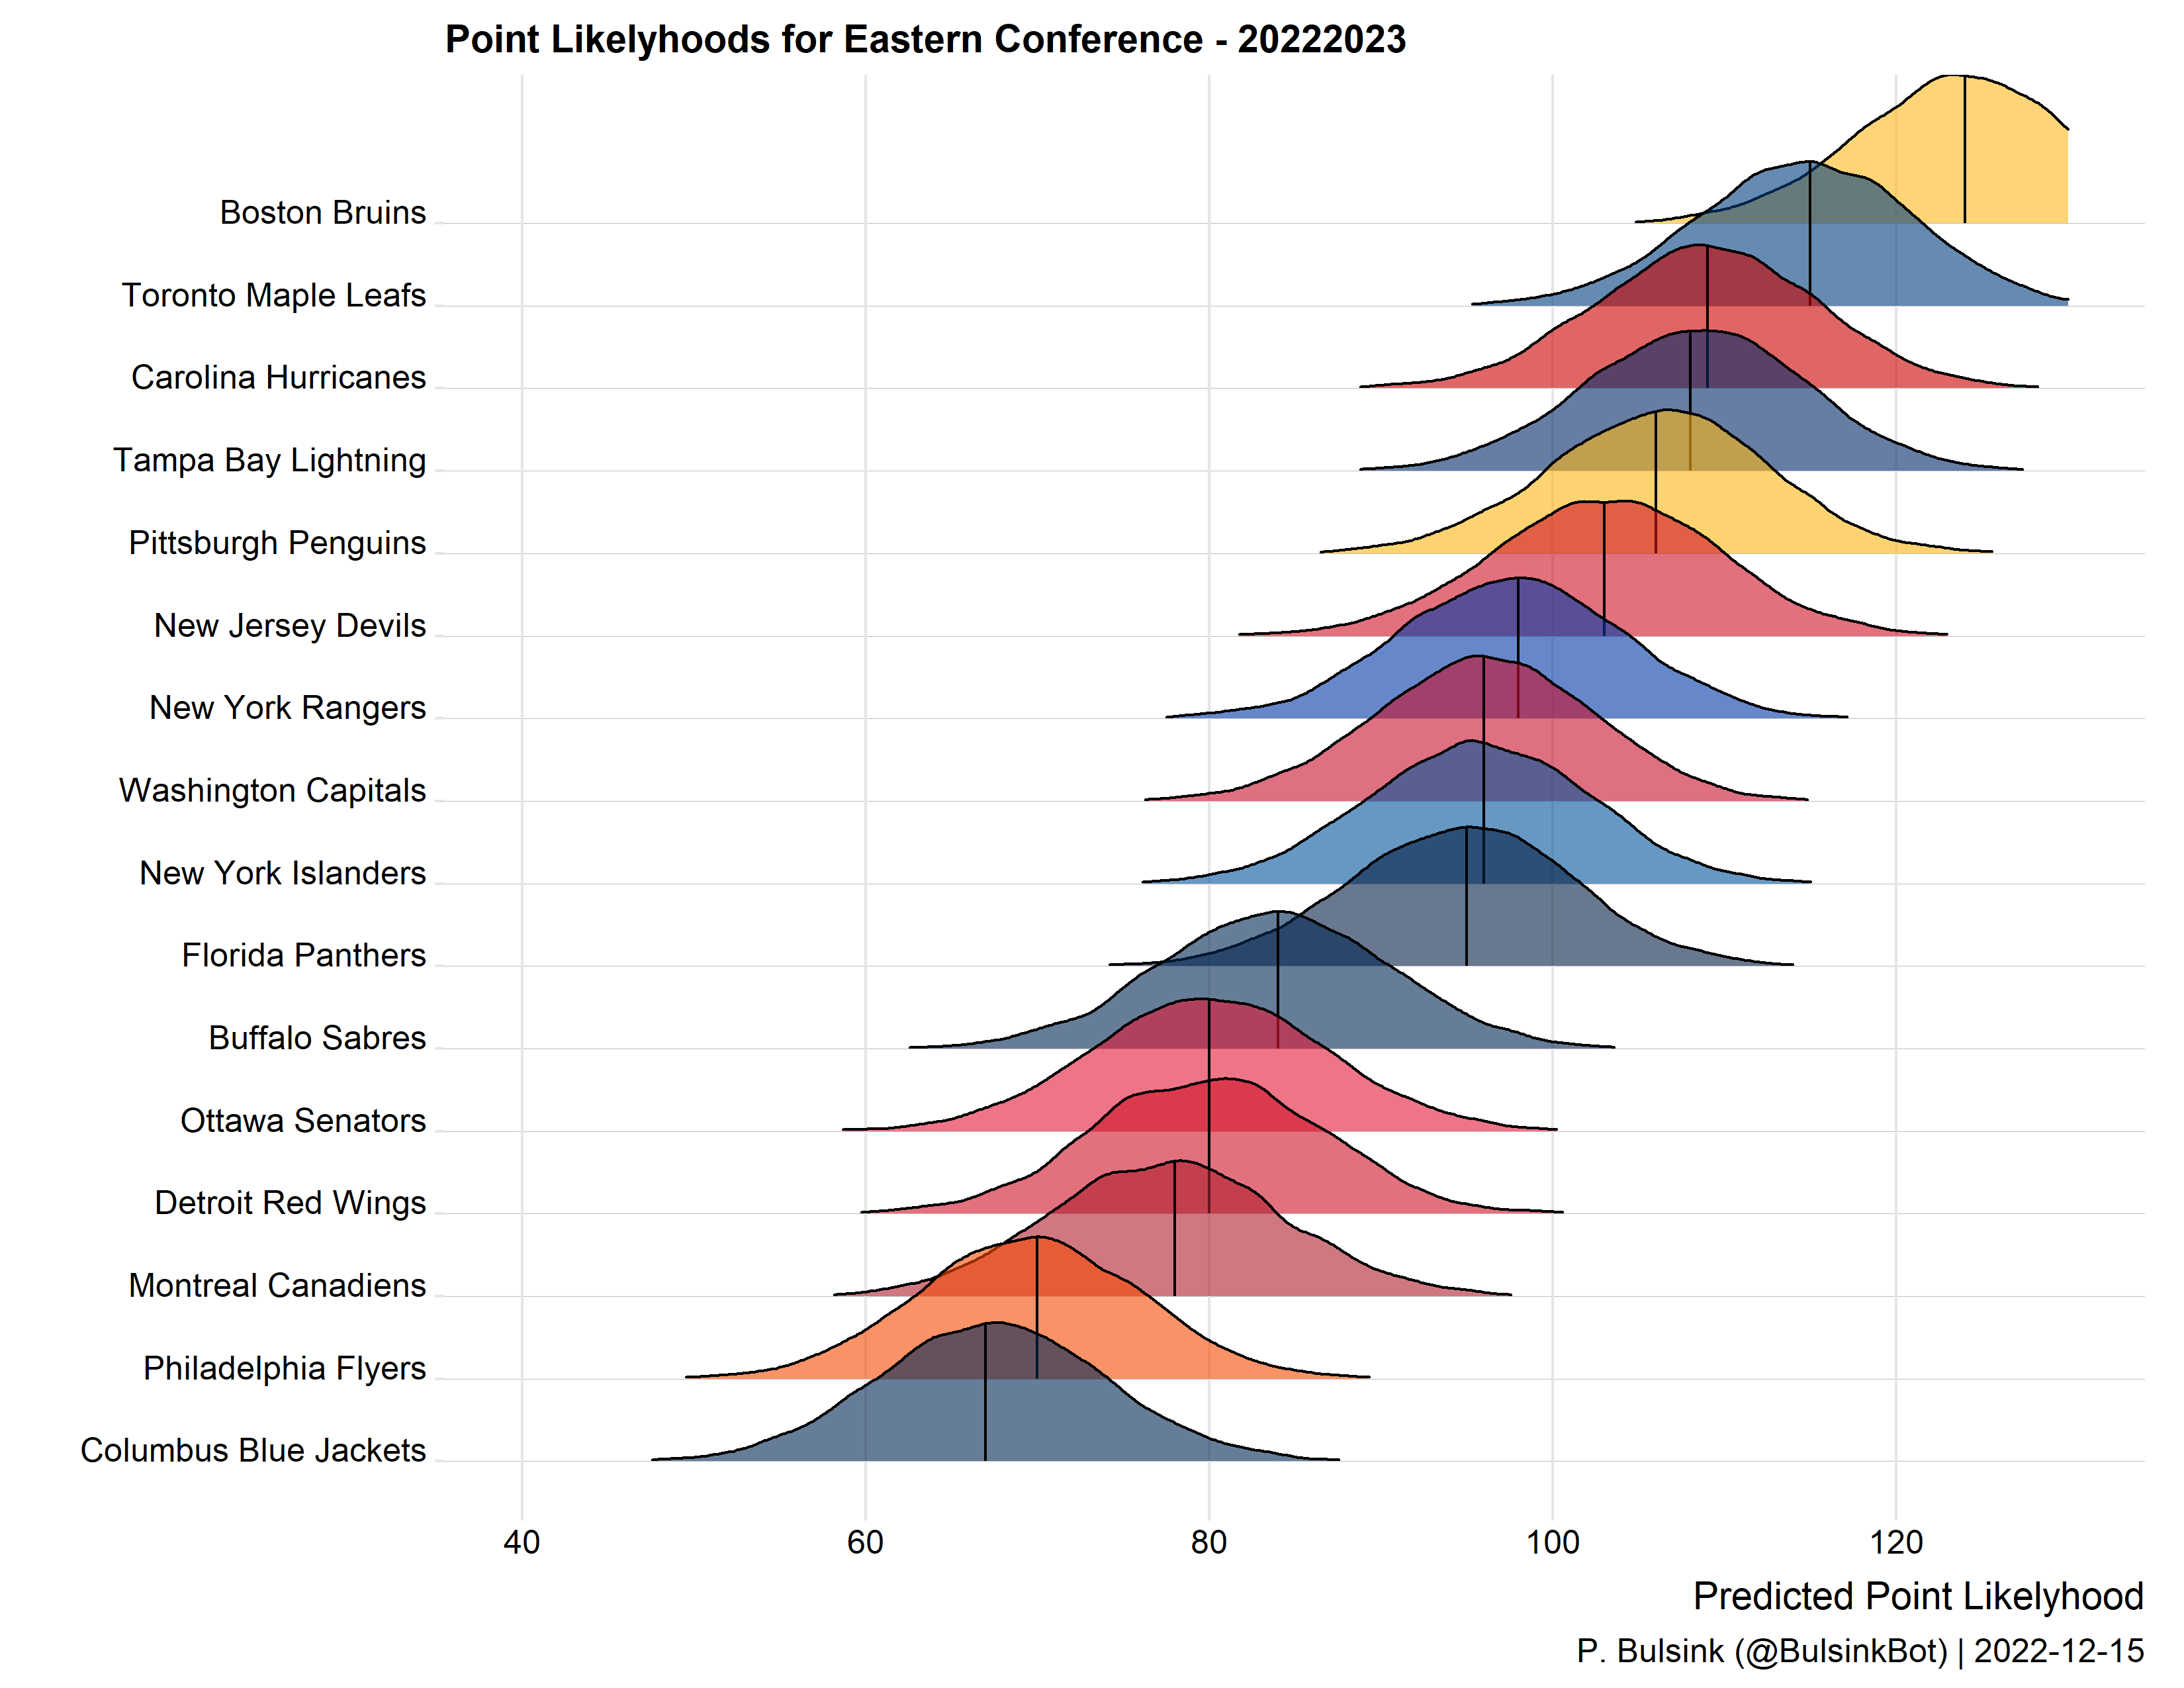 Point Likelyhoods for Eastern Conference - 20222023
Boston Bruins
Toronto Maple Leafs
Carolina Hurricanes
Tampa Bay Lightning
Pittsburgh Penguins
New Jersey Devils
New York Rangers
Washington Capitals
New York Islanders
Florida Panthers
Buffalo Sabres
Ottawa Senators
Detroit Red Wings
Montreal Canadiens
Philadelphia Flyers
Columbus Blue Jackets
40 60 80 100 120
Predicted Point Likelyhood
P. Bulsink (@BulsinkBot) | 2022-12-15